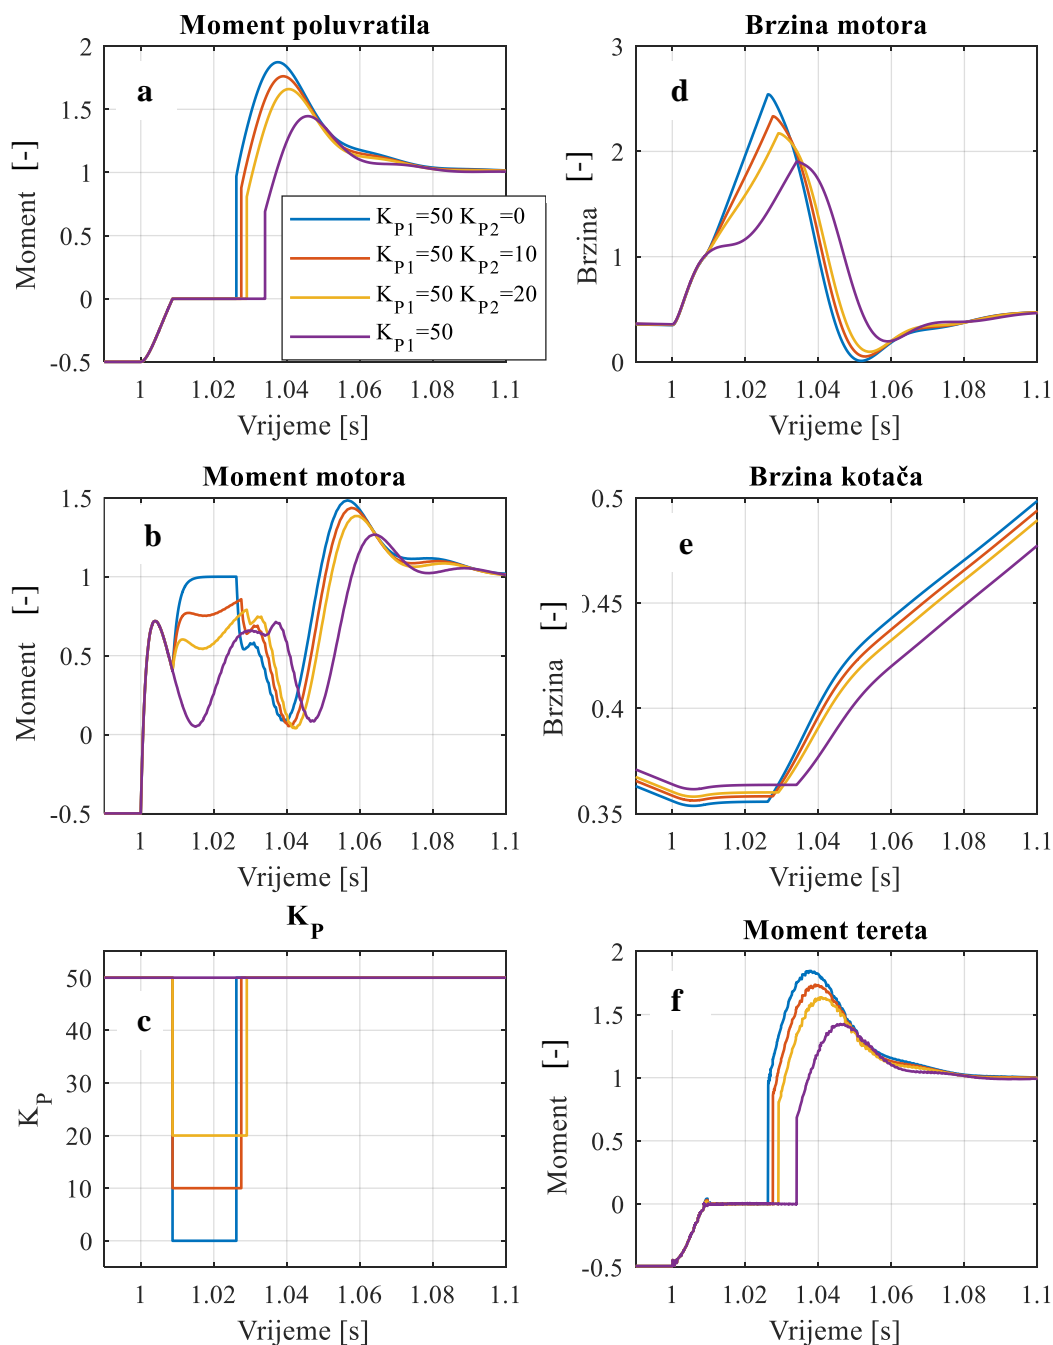 Moment poluvratila
a
Moment [-]
2
1.5
1
0.5
0
-0.5
1 1.02 1.04 1.06 1.08 1.1
Vrijeme [s]
K_P1=50 K_P2=0
K_P1=50 K_P2=10
K_P1=50 K_P2=20
K_P1=50
Brzina motora
d
Brzina [-]
3
2
1
0
1 1.02 1.04 1.06 1.08 1.1
Vrijeme [s]
Moment motora
b
Moment [-]
1.5
1
0.5
0
-0.5
1 1.02 1.04 1.06 1.08 1.1
Vrijeme [s]
Brzina kotača
e
Brzina [-]
0.5
0.45
0.4
0.35
1 1.02 1.04 1.06 1.08 1.1
Vrijeme [s]
K_P
c
K_P
50
40
30
20
10
0
1 1.02 1.04 1.06 1.08 1.1
Vrijeme [s]
Moment tereta
f
Moment [-]
2
1.5
1
0.5
0
-0.5
1 1.02 1.04 1.06 1.08 1.1
Vrijeme [s]